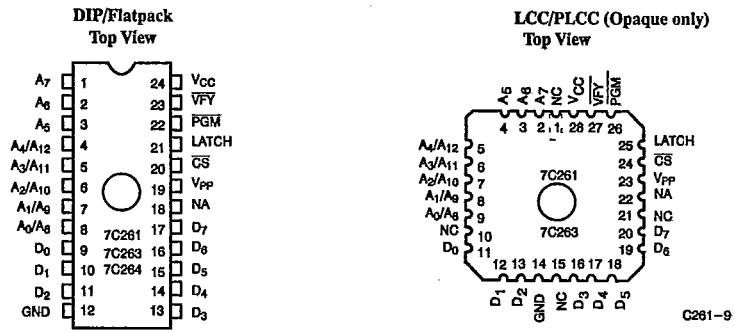 DIP/Flatpack
Top View
A7 1 24 VCC
A6 2 23 VFY
A5 3 22 PGM
A4/A12 4 21 LATCH
A3/A11 5 20 CS
A2/A10 6 19 VPP
A1/A9 7 18 NA
A0/A8 8 17 D7
D0 9 7C261 16 D6
D1 10 7C263 15 D5
D2 11 7C264 14 D4
GND 12 13 D3
LCC/PLCC (Opaque only)
Top View
A5 A6 A7 NC VCC VFY PGM
4 3 2 1 28 27 26
A4/A12 5 25 LATCH
A3/A11 6 24 CS
A2/A10 7 7C261 23 VPP
A1/A9 8 22 NA
A0/A8 9 21 NC
NC 10 7C263 20 D7
D0 11 19 D6
12 13 14 15 16 17 18
D1 D2 GND NC D3 D4 D5
C261-9